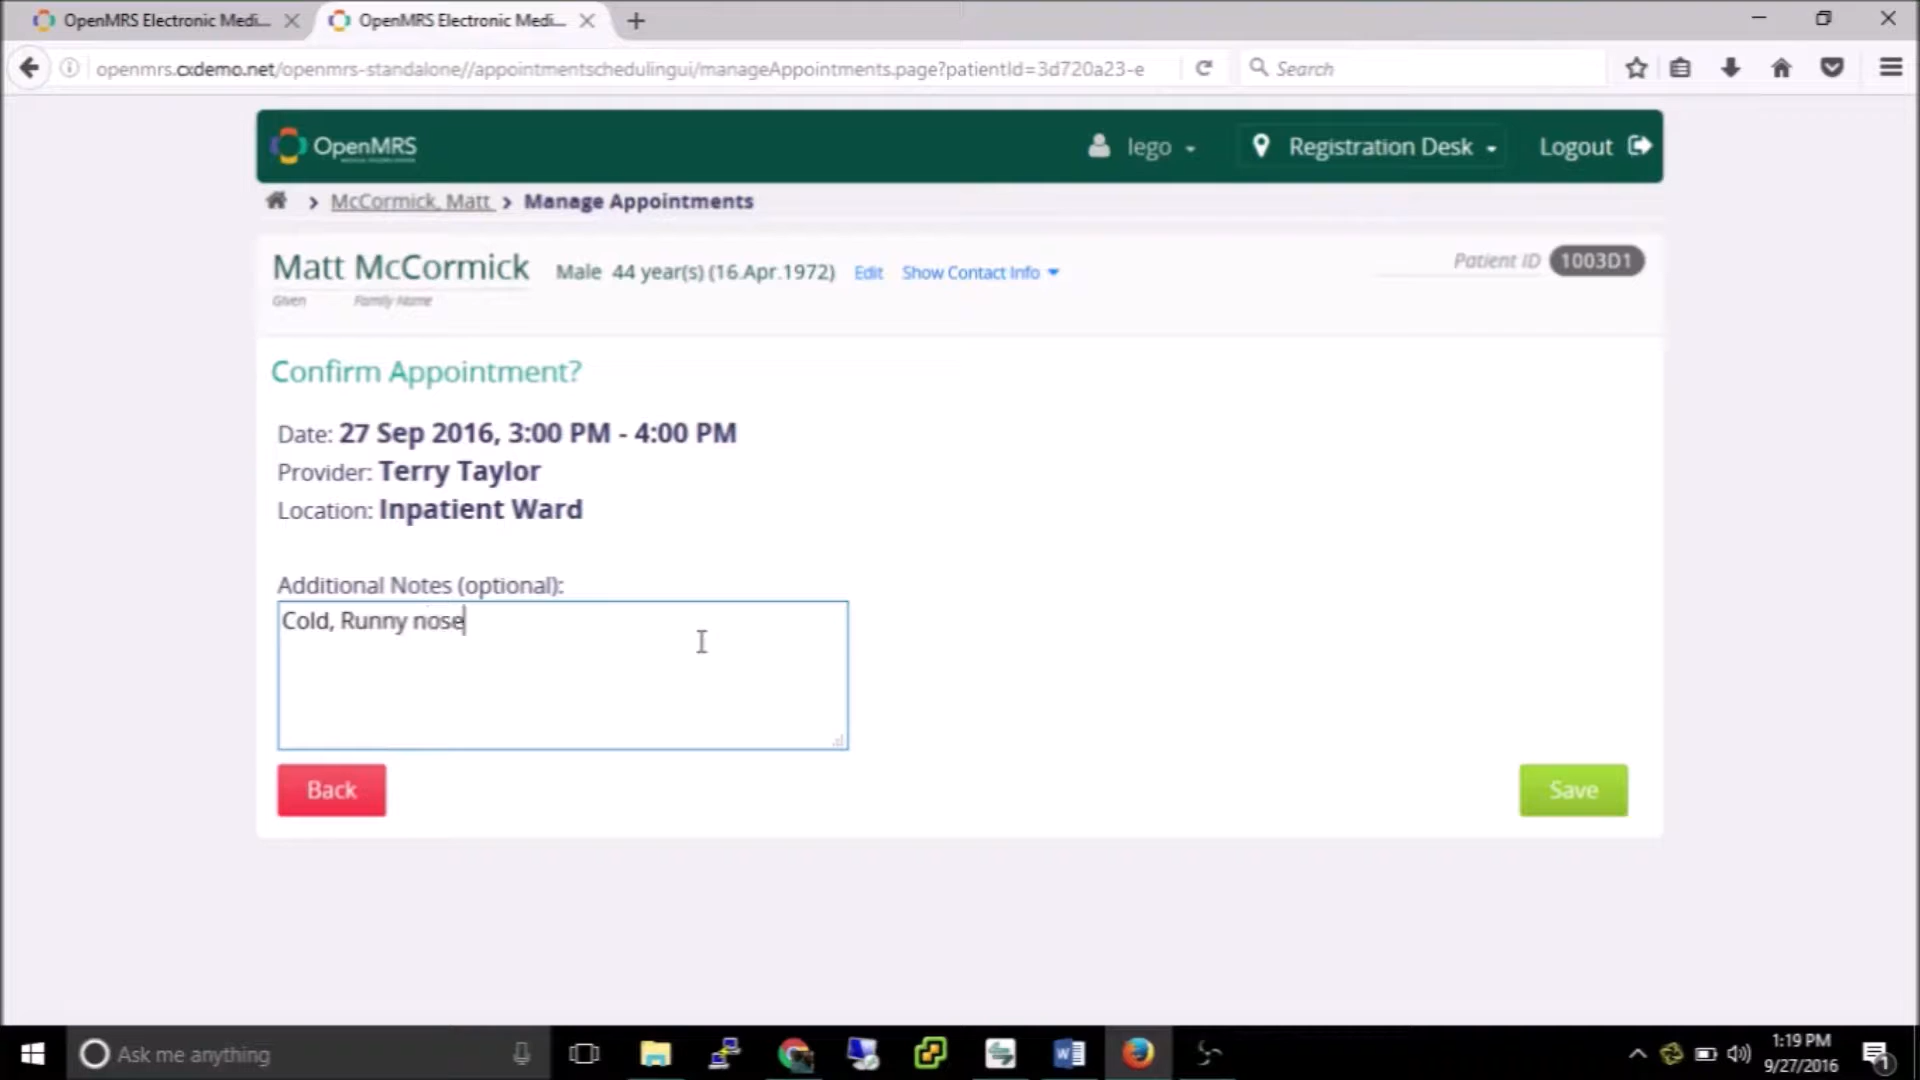 OpenMRS Electronic Medi...
OpenMRS Electronic Medi...
openmrs.cxdemo.net/openmrs-standalone//appointmentschedulingui/manageAppointments.page?patientId=3d720a23-e
Search
OpenMRS
lego
Registration Desk
Logout
McCormick, Matt > Manage Appointments
Matt McCormick Male 44 year(s) (16.Apr.1972) Edit Show Contact Info
Given Family Name
Patient ID 1003D1
Confirm Appointment?
Date: 27 Sep 2016, 3:00 PM - 4:00 PM
Provider: Terry Taylor
Location: Inpatient Ward
Additional Notes (optional):
Cold, Runny nose
Back
Save
Ask me anything
1:19 PM
9/27/2016
1